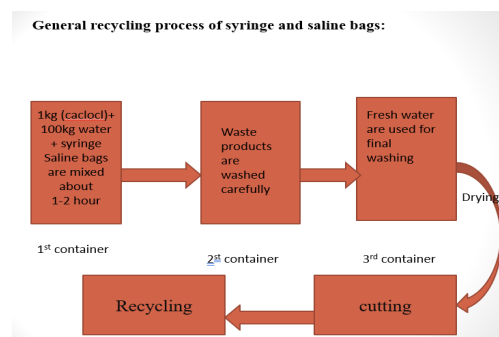 General recycling process of syringe and saline bags:
1kg (caclocl)+
100kg water
+ syringe
Saline bags
are mixed
about
1-2 hour
Waste
products
are
washed
carefully
Fresh water
are used for
final
washing
Drying
1st container
2st container
3rd container
Recycling
cutting